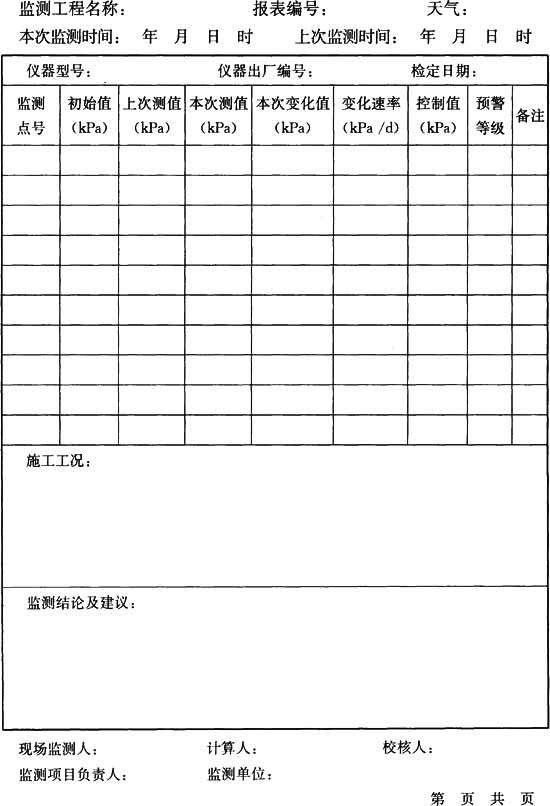 监测工程名称： 报表编号： 天气：
本次监测时间： 年 月 日 时 上次监测时间： 年 月 日 时
仪器型号： 仪器出厂编号： 检定日期：
监测点号 初始值(kPa) 上次测值(kPa) 本次测值(kPa) 本次变化值(kPa) 变化速率(kPa /d) 控制值(kPa) 预警等级 备注
施工工况：
监测结论及建议：
现场监测人： 计算人： 校核人：
监测项目负责人： 监测单位：
第 页 共 页